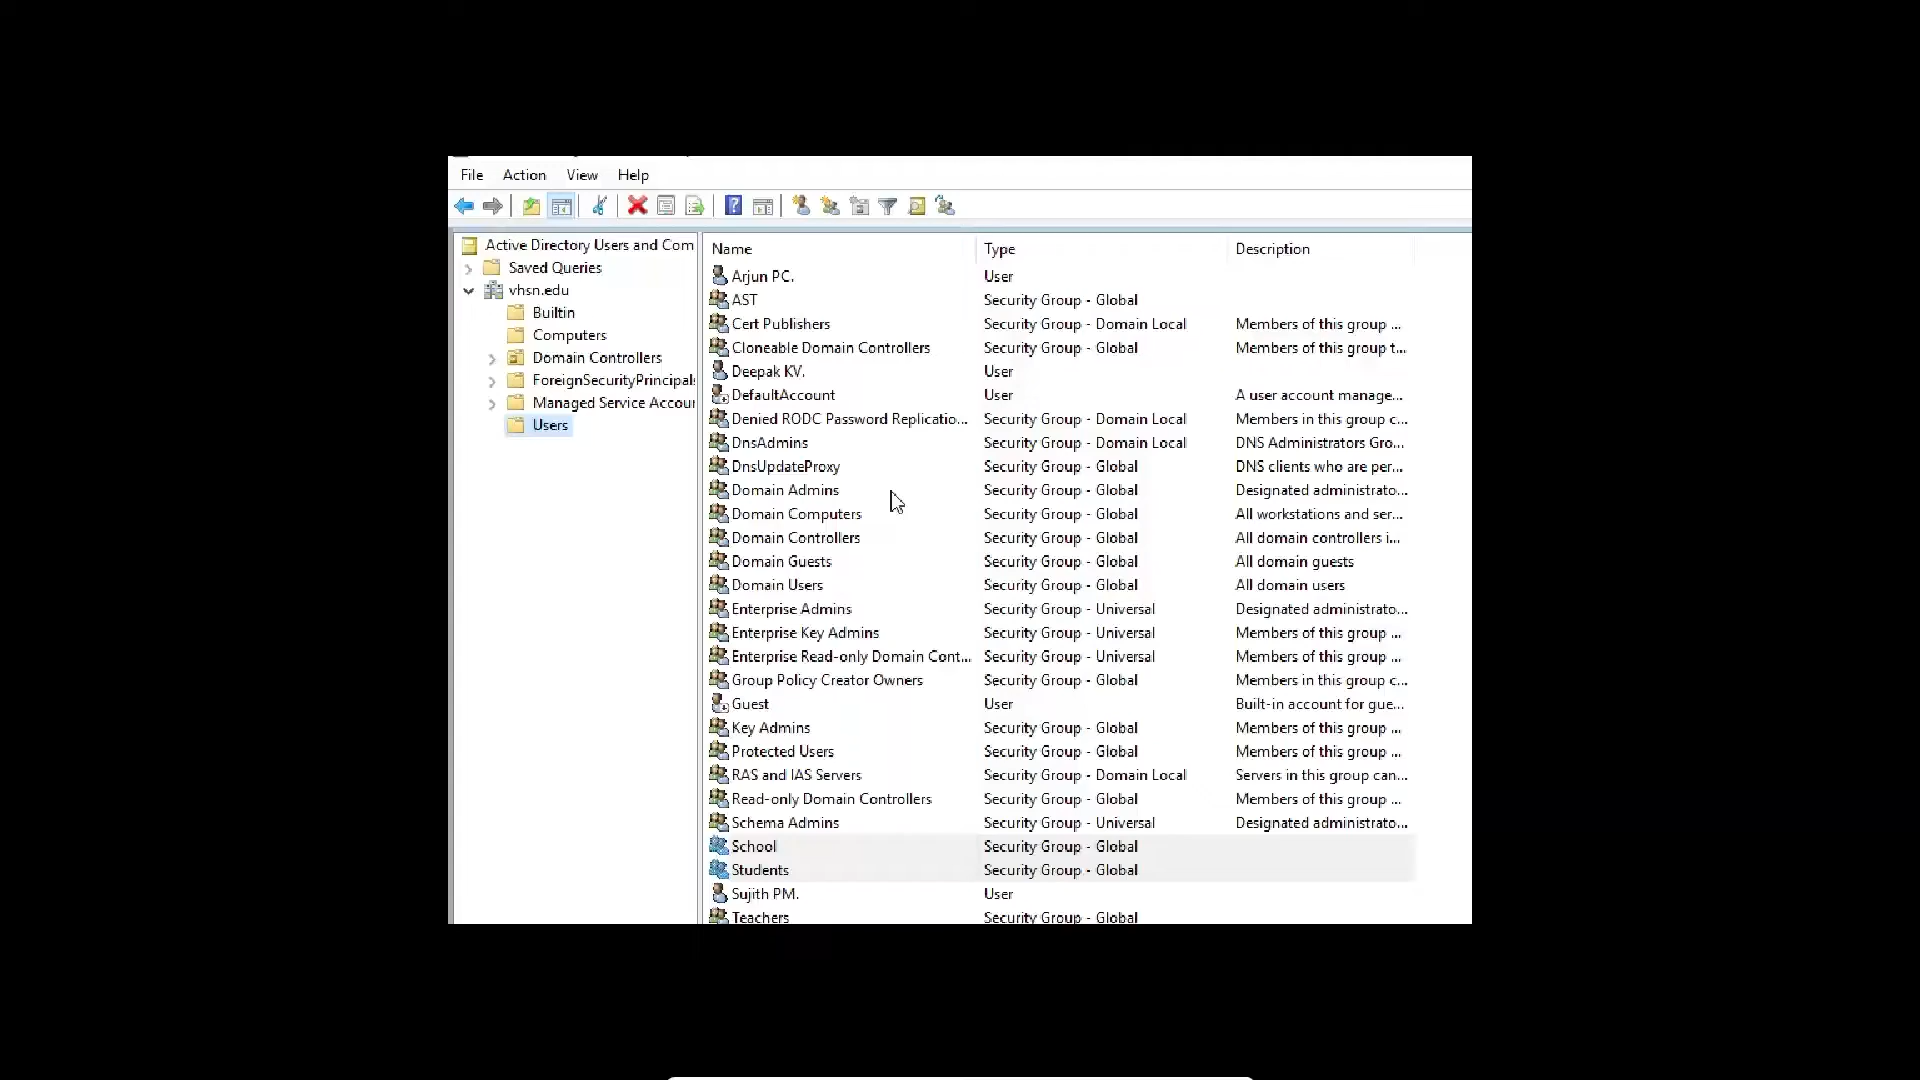 File Action View Help
Active Directory Users and Com
Saved Queries
vhsn.edu
Builtin
Computers
Domain Controllers
ForeignSecurityPrincipals
Managed Service Accour
Users
Name Type Description
Arjun PC. User
AST Security Group - Global
Cert Publishers Security Group - Domain Local Members of this group ...
Cloneable Domain Controllers Security Group - Global Members of this group t...
Deepak KV. User
DefaultAccount User A user account manage...
Denied RODC Password Replicatio... Security Group - Domain Local Members in this group c...
DnsAdmins Security Group - Domain Local DNS Administrators Gro...
DnsUpdateProxy Security Group - Global DNS clients who are per...
Domain Admins Security Group - Global Designated administrato...
Domain Computers Security Group - Global All workstations and ser...
Domain Controllers Security Group - Global All domain controllers i...
Domain Guests Security Group - Global All domain guests
Domain Users Security Group - Global All domain users
Enterprise Admins Security Group - Universal Designated administrato...
Enterprise Key Admins Security Group - Universal Members of this group ...
Enterprise Read-only Domain Cont... Security Group - Universal Members of this group ...
Group Policy Creator Owners Security Group - Global Members in this group c...
Guest User Built-in account for gue...
Key Admins Security Group - Global Members of this group ...
Protected Users Security Group - Global Members of this group ...
RAS and IAS Servers Security Group - Domain Local Servers in this group can...
Read-only Domain Controllers Security Group - Global Members of this group ...
Schema Admins Security Group - Universal Designated administrato...
School Security Group - Global
Students Security Group - Global
Sujith PM. User
Teachers Security Group - Global